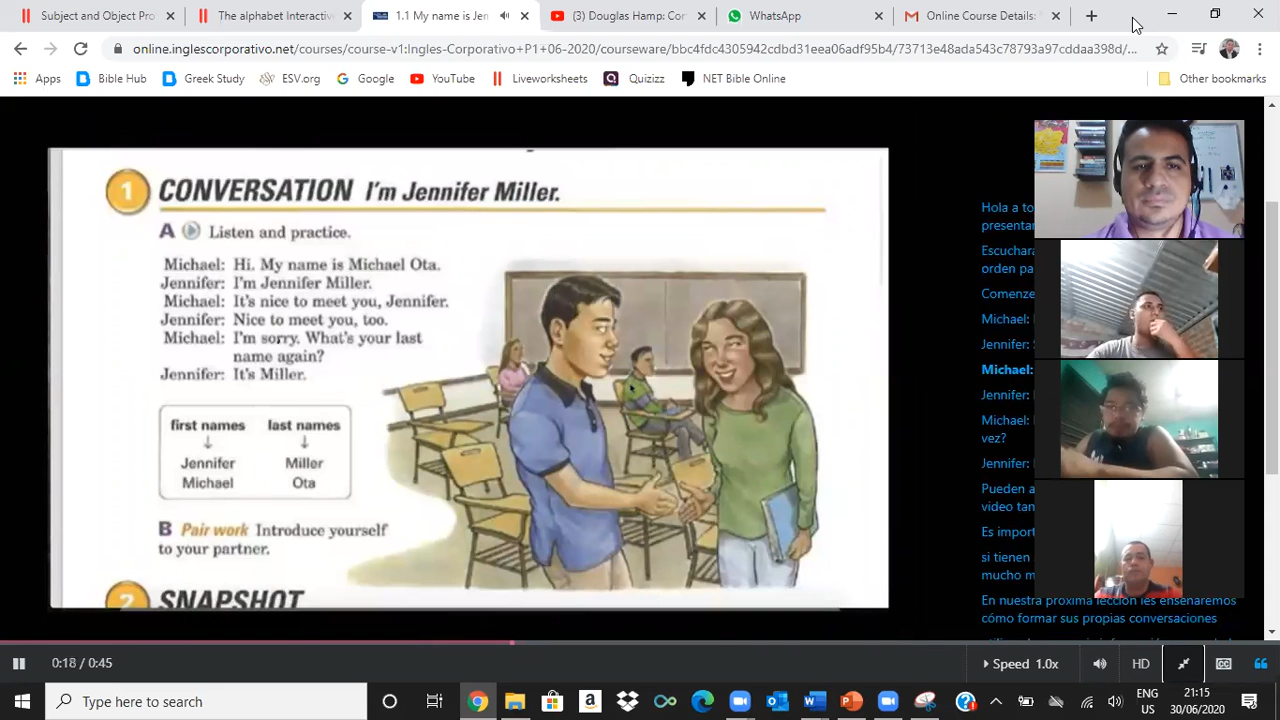 Subject and Object Pro
The alphabet Interactiv
1.1 My name is Jen
(3) Douglas Hamp: Cor
WhatsApp
Online Course Details:
online.inglescorporativo.net/courses/course-v1:Ingles-Corporativo+P1+06-2020/courseware/bbc4fdc4305942cdbd31eea06adf95b4/73713e48ada543c78793a97cddaa398d/...
Apps
Bible Hub
Greek Study
ESV.org
Google
YouTube
Liveworksheets
Quizizz
NET Bible Online
Other bookmarks
1 CONVERSATION I'm Jennifer Miller.
A Listen and practice.
Michael: Hi. My name is Michael Ota.
Jennifer: I'm Jennifer Miller.
Michael: It's nice to meet you, Jennifer.
Jennifer: Nice to meet you, too.
Michael: I'm sorry. What's your last
name again?
Jennifer: It's Miller.
first names last names
Jennifer Miller
Michael Ota
B Pair work Introduce yourself
to your partner.
2 SNAPSHOT
Hola a to
presentar
Escuchara
orden pa
Comenze
Michael:
Jennifer:
Michael:
Jennifer:
Michael:
vez?
Jennifer:
Pueden a
video tam
Es import
si tienen
mucho m
En nuestra próxima lección les enseñaremos
cómo formar sus propias conversaciones
0:18 / 0:45
Speed 1.0x
HD
Type here to search
ENG
US
21:15
30/06/2020